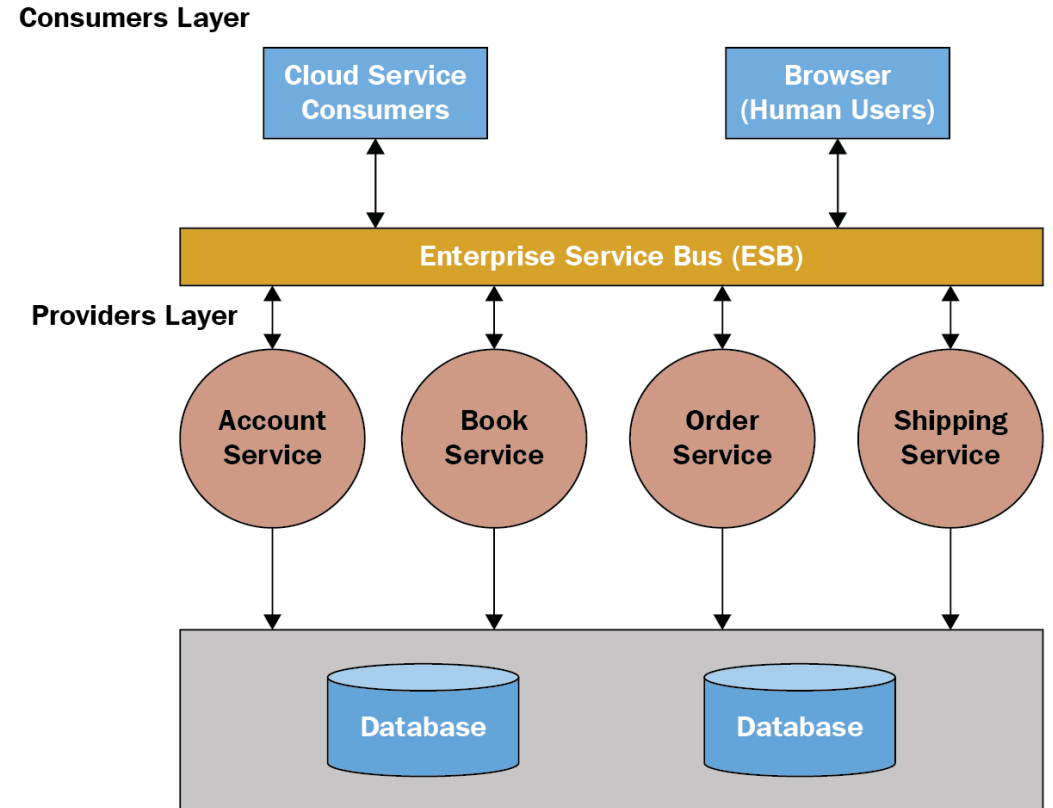 Consumers Layer
Cloud Service
Consumers
Browser
(Human Users)
Enterprise Service Bus (ESB)
Providers Layer
Account
Service
Book
Service
Order
Service
Shipping
Service
Database
Database